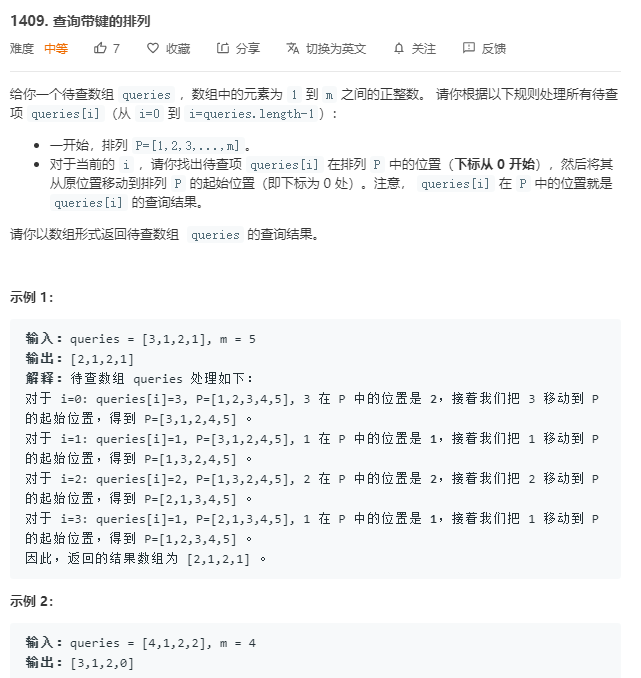 1409. 查询带键的排列
难度 中等 7 收藏 分享 切换为英文 关注 反馈
给你一个待查数组 queries ，数组中的元素为 1 到 m 之间的正整数。 请你根据以下规则处理所有待查
项 queries[i]（从 i=0 到 i=queries.length-1）：
一开始，排列 P=[1,2,3,...,m]。
对于当前的 i ，请你找出待查项 queries[i] 在排列 P 中的位置（下标从 0 开始），然后将其
从原位置移动到排列 P 的起始位置（即下标为 0 处）。注意， queries[i] 在 P 中的位置就是
queries[i] 的查询结果。
请你以数组形式返回待查数组 queries 的查询结果。
示例 1：
输入：queries = [3,1,2,1], m = 5
输出：[2,1,2,1]
解释：待查数组 queries 处理如下：
对于 i=0: queries[i]=3, P=[1,2,3,4,5], 3 在 P 中的位置是 2，接着我们把 3 移动到 P
的起始位置，得到 P=[3,1,2,4,5] 。
对于 i=1: queries[i]=1, P=[3,1,2,4,5], 1 在 P 中的位置是 1，接着我们把 1 移动到 P
的起始位置，得到 P=[1,3,2,4,5] 。
对于 i=2: queries[i]=2, P=[1,3,2,4,5], 2 在 P 中的位置是 2，接着我们把 2 移动到 P
的起始位置，得到 P=[2,1,3,4,5] 。
对于 i=3: queries[i]=1, P=[2,1,3,4,5], 1 在 P 中的位置是 1，接着我们把 1 移动到 P
的起始位置，得到 P=[1,2,3,4,5] 。
因此，返回的结果数组为 [2,1,2,1] 。
示例 2：
输入：queries = [4,1,2,2], m = 4
输出：[3,1,2,0]